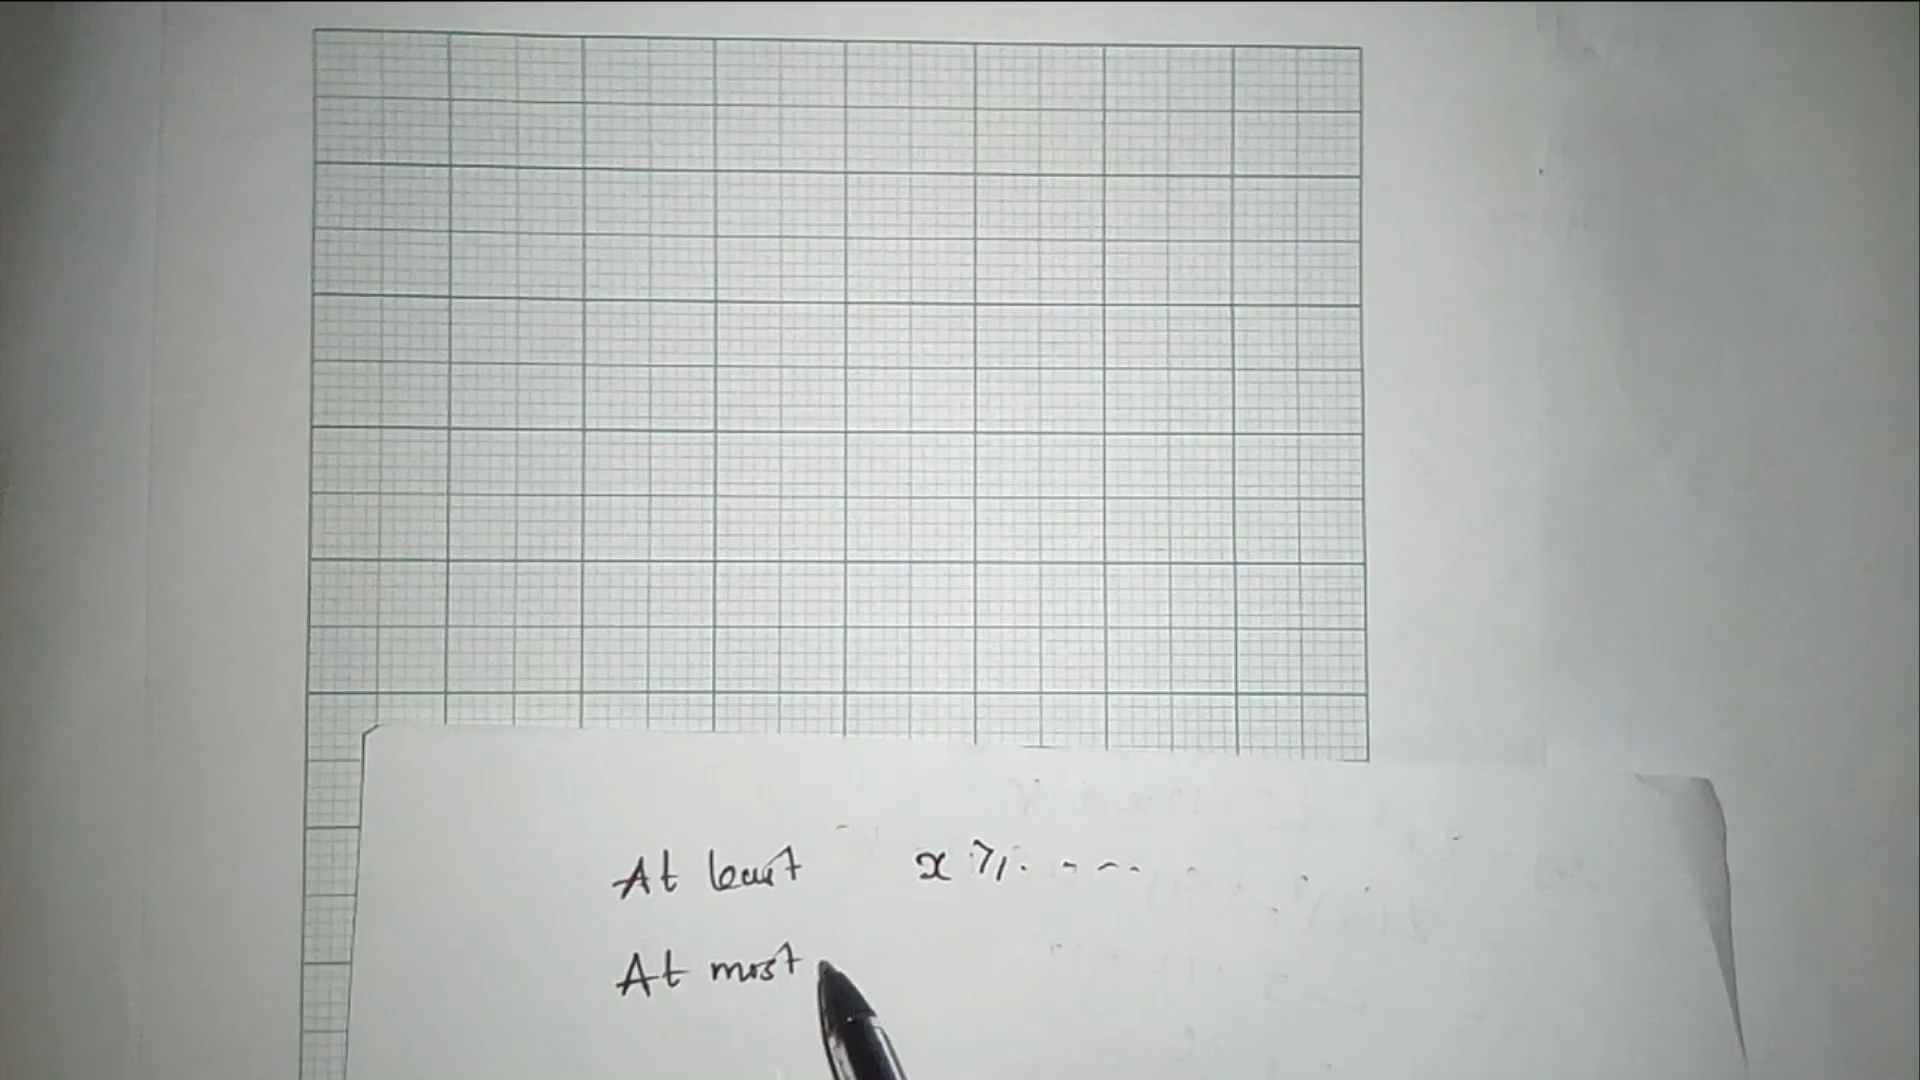 At least x ⩾ . - - - -
At most